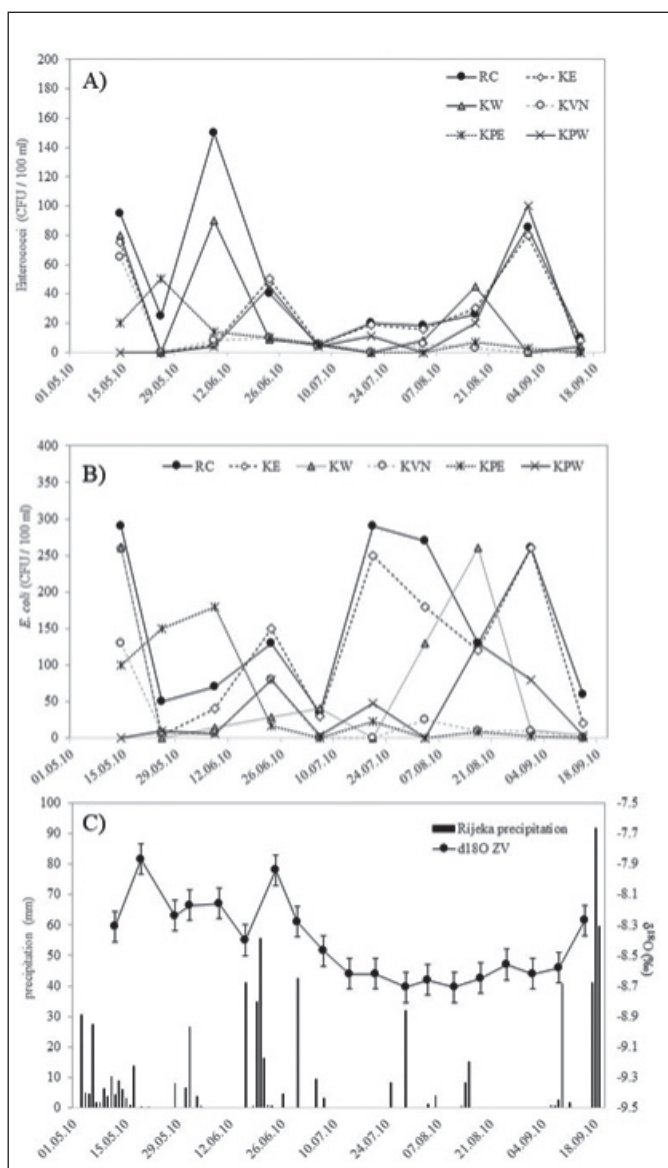 A)
RC KE
KW KVN
KPE KPW
200
180
160
140
120
100
80
60
40
20
0
Enterococi (CFU / 100 ml)
01.05.10 15.05.10 29.05.10 12.06.10 26.06.10 10.07.10 24.07.10 07.08.10 21.08.10 04.09.10 18.09.10
B)
RC KE KW KVN KPE KPW
400
350
300
250
200
150
100
50
0
E. coli (CFU / 100 ml)
01.05.10 15.05.10 29.05.10 12.06.10 26.06.10 10.07.10 24.07.10 07.08.10 21.08.10 04.09.10 18.09.10
C)
Rijeka precipitation
d18O ZV
100
90
80
70
60
50
40
30
20
10
0
precipitation (mm)
-7.5
-7.7
-7.9
-8.1
-8.3
-8.5
-8.7
-8.9
-9.1
-9.3
-9.5
δ18O(‰)
01.05.10 15.05.10 29.05.10 12.06.10 26.06.10 10.07.10 24.07.10 07.08.10 21.08.10 04.09.10 18.09.10